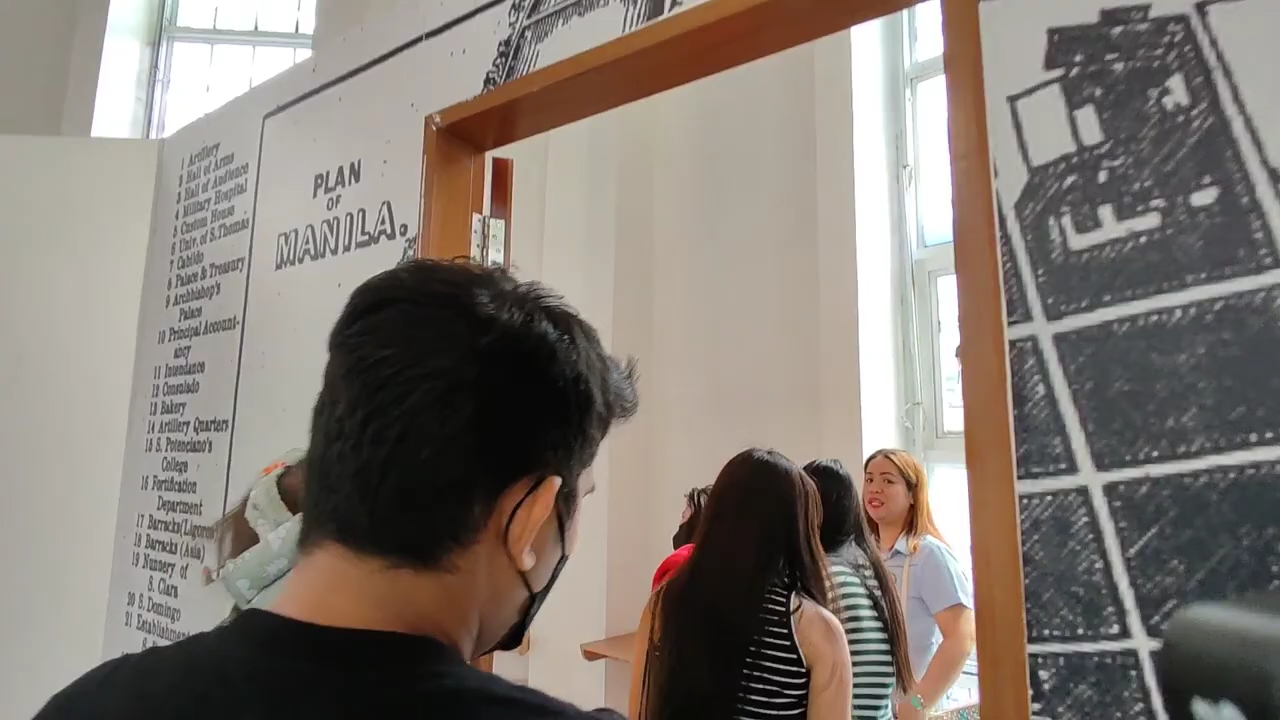 1 Artillery
2 Hall of Arms
3 Hall of Audience
4 Military Hospital
5 Custom House
6 Univ. of S. Thomas
7 Cabildo
8 Palace & Treasury
9 Archbishop's
Palace
10 Principal Account-
ancy
11 Intendance
12 Consulado
13 Bakery
14 Artillery Quarters
15 S. Potenciano's
College
16 Fortification
Department
17 Barracks (Ligores)
18 Barracks (Asia)
19 Nunnery of
S. Clara
20 S. Domingo
21 Establishment
PLAN
OF
MANILA.